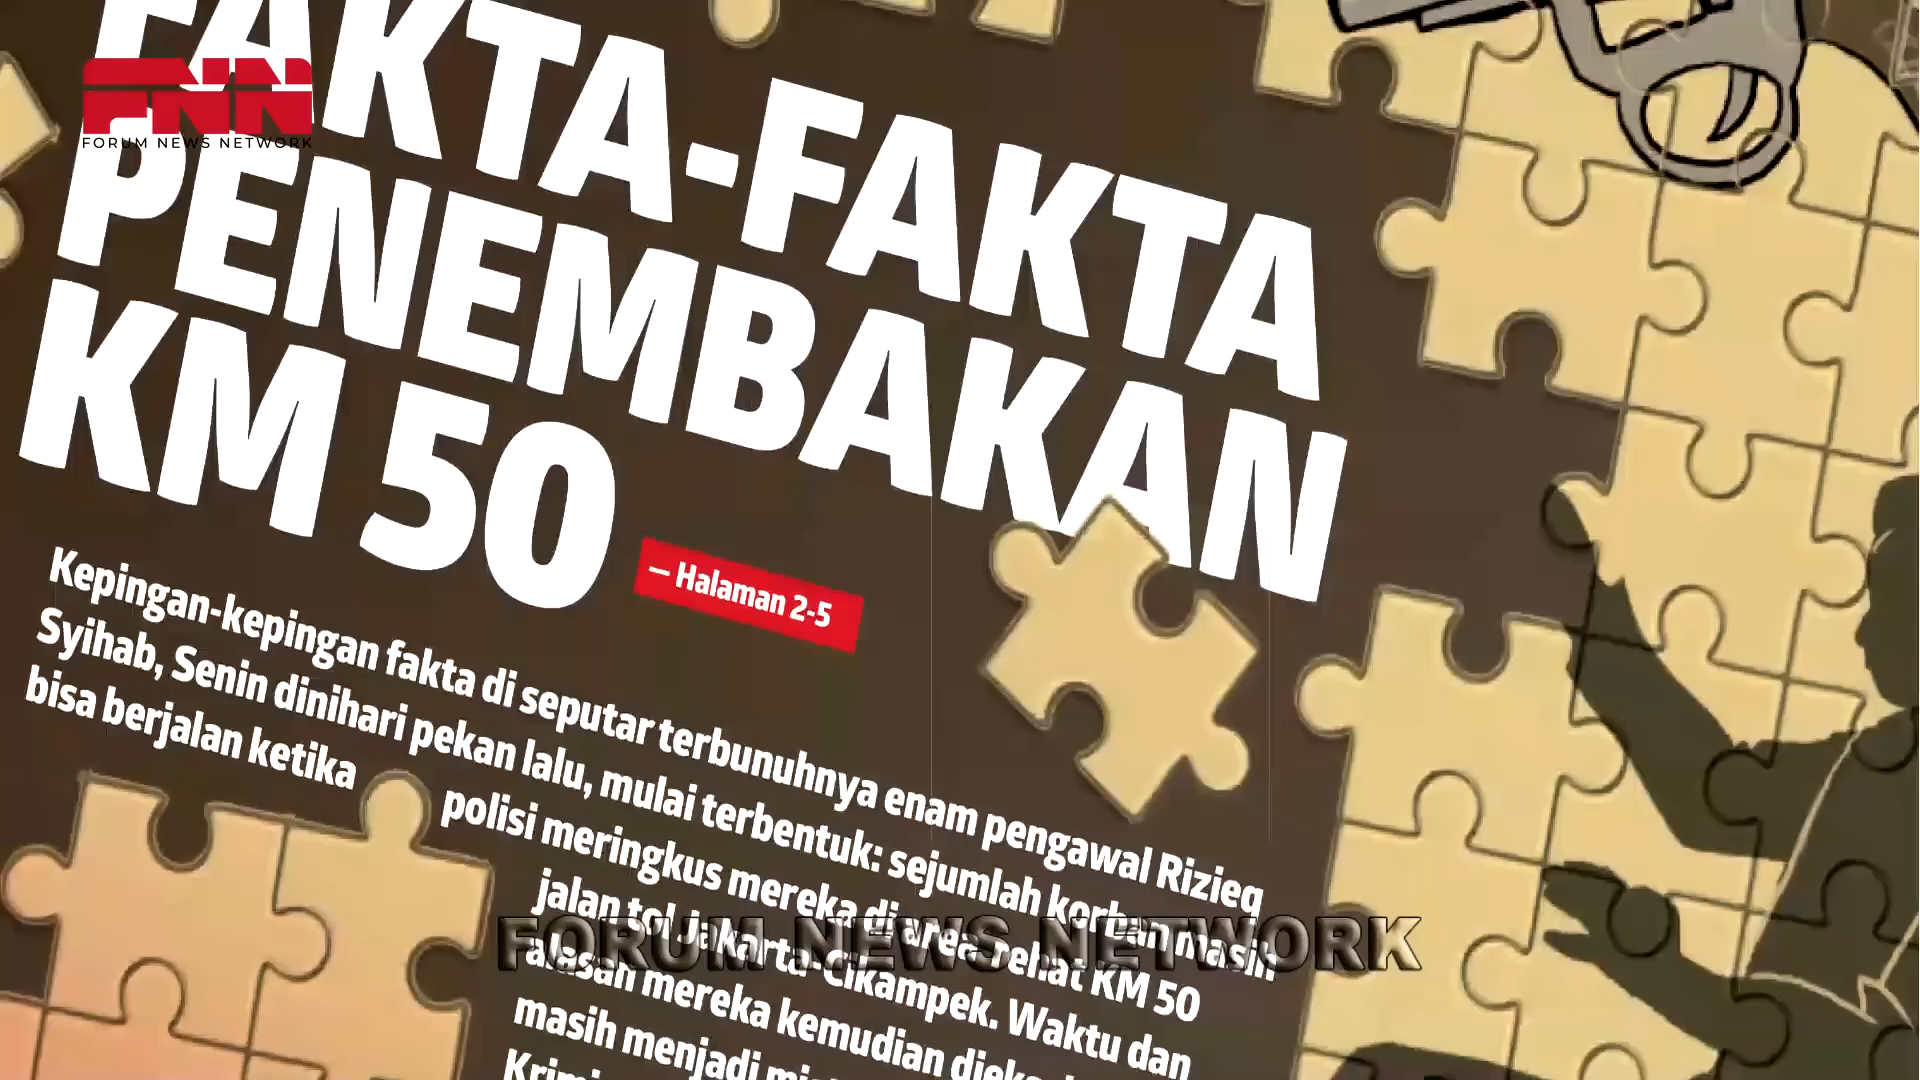 FNN
FORUM NEWS NETWORK
FAKTA-FAKTA
PENEMBAKAN
KM 50
— Halaman 2-5
Kepingan-kepingan fakta di seputar terbunuhnya enam pengawal Rizieq
Syihab, Senin dinihari pekan lalu, mulai terbentuk: sejumlah korban masih
bisa berjalan ketika polisi meringkus mereka di area rehat KM 50
jalan tol Jakarta-Cikampek. Waktu dan
alasan mereka kemudian
masih menjadi
FORUM NEWS NETWORK